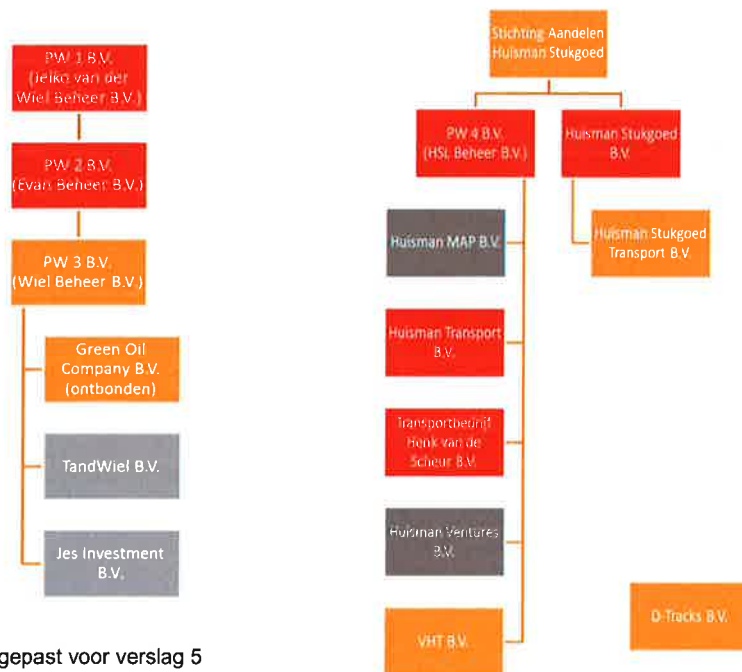 PW 1 B.V.
(Jelko van der
Wiel Beheer B.V.)
PW 2 B.V.
(Evan Beheer B.V.)
PW 3 B.V.
(Wiel Beheer B.V.)
Green Oil
Company B.V.
(ontbonden)
TandWiel B.V.
Jes Investment
B.V.
Stichting Aandelen
Huisman Stukgoed
PW 4 B.V.
(HSL Beheer B.V.)
Huisman Stukgoed
B.V.
Huisman MAP B.V.
Huisman Stukgoed
Transport B.V.
Huisman Transport
B.V.
Transportbedrijf
Henk van de
Scheur B.V.
Huisman Ventures
B.V.
VHT B.V.
D-Tracks B.V.
gepast voor verslag 5